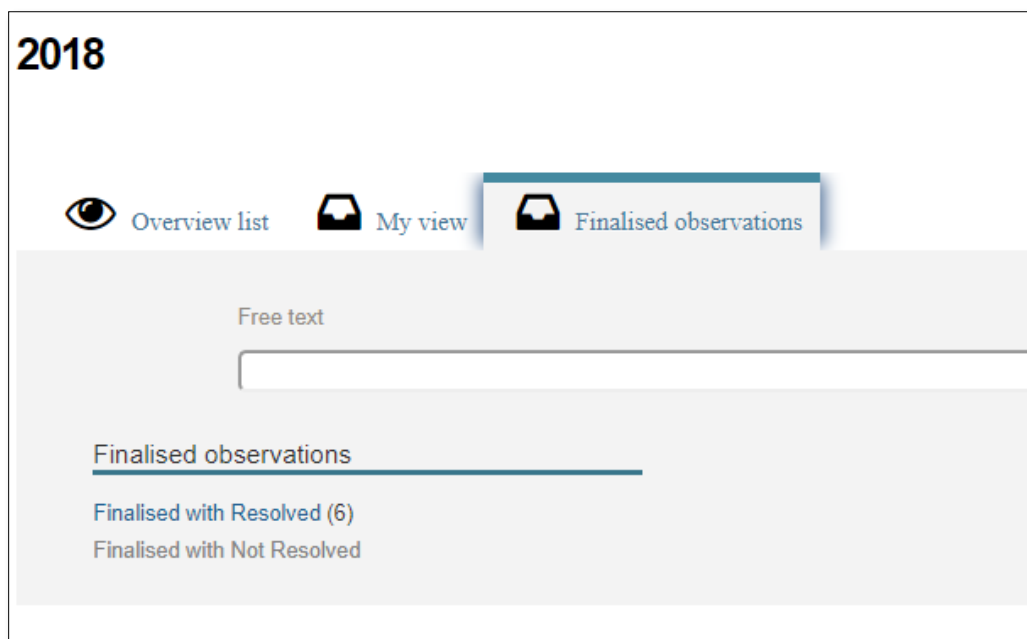 2018
Overview list My view Finalised observations
Free text
Finalised observations
Finalised with Resolved (6)
Finalised with Not Resolved